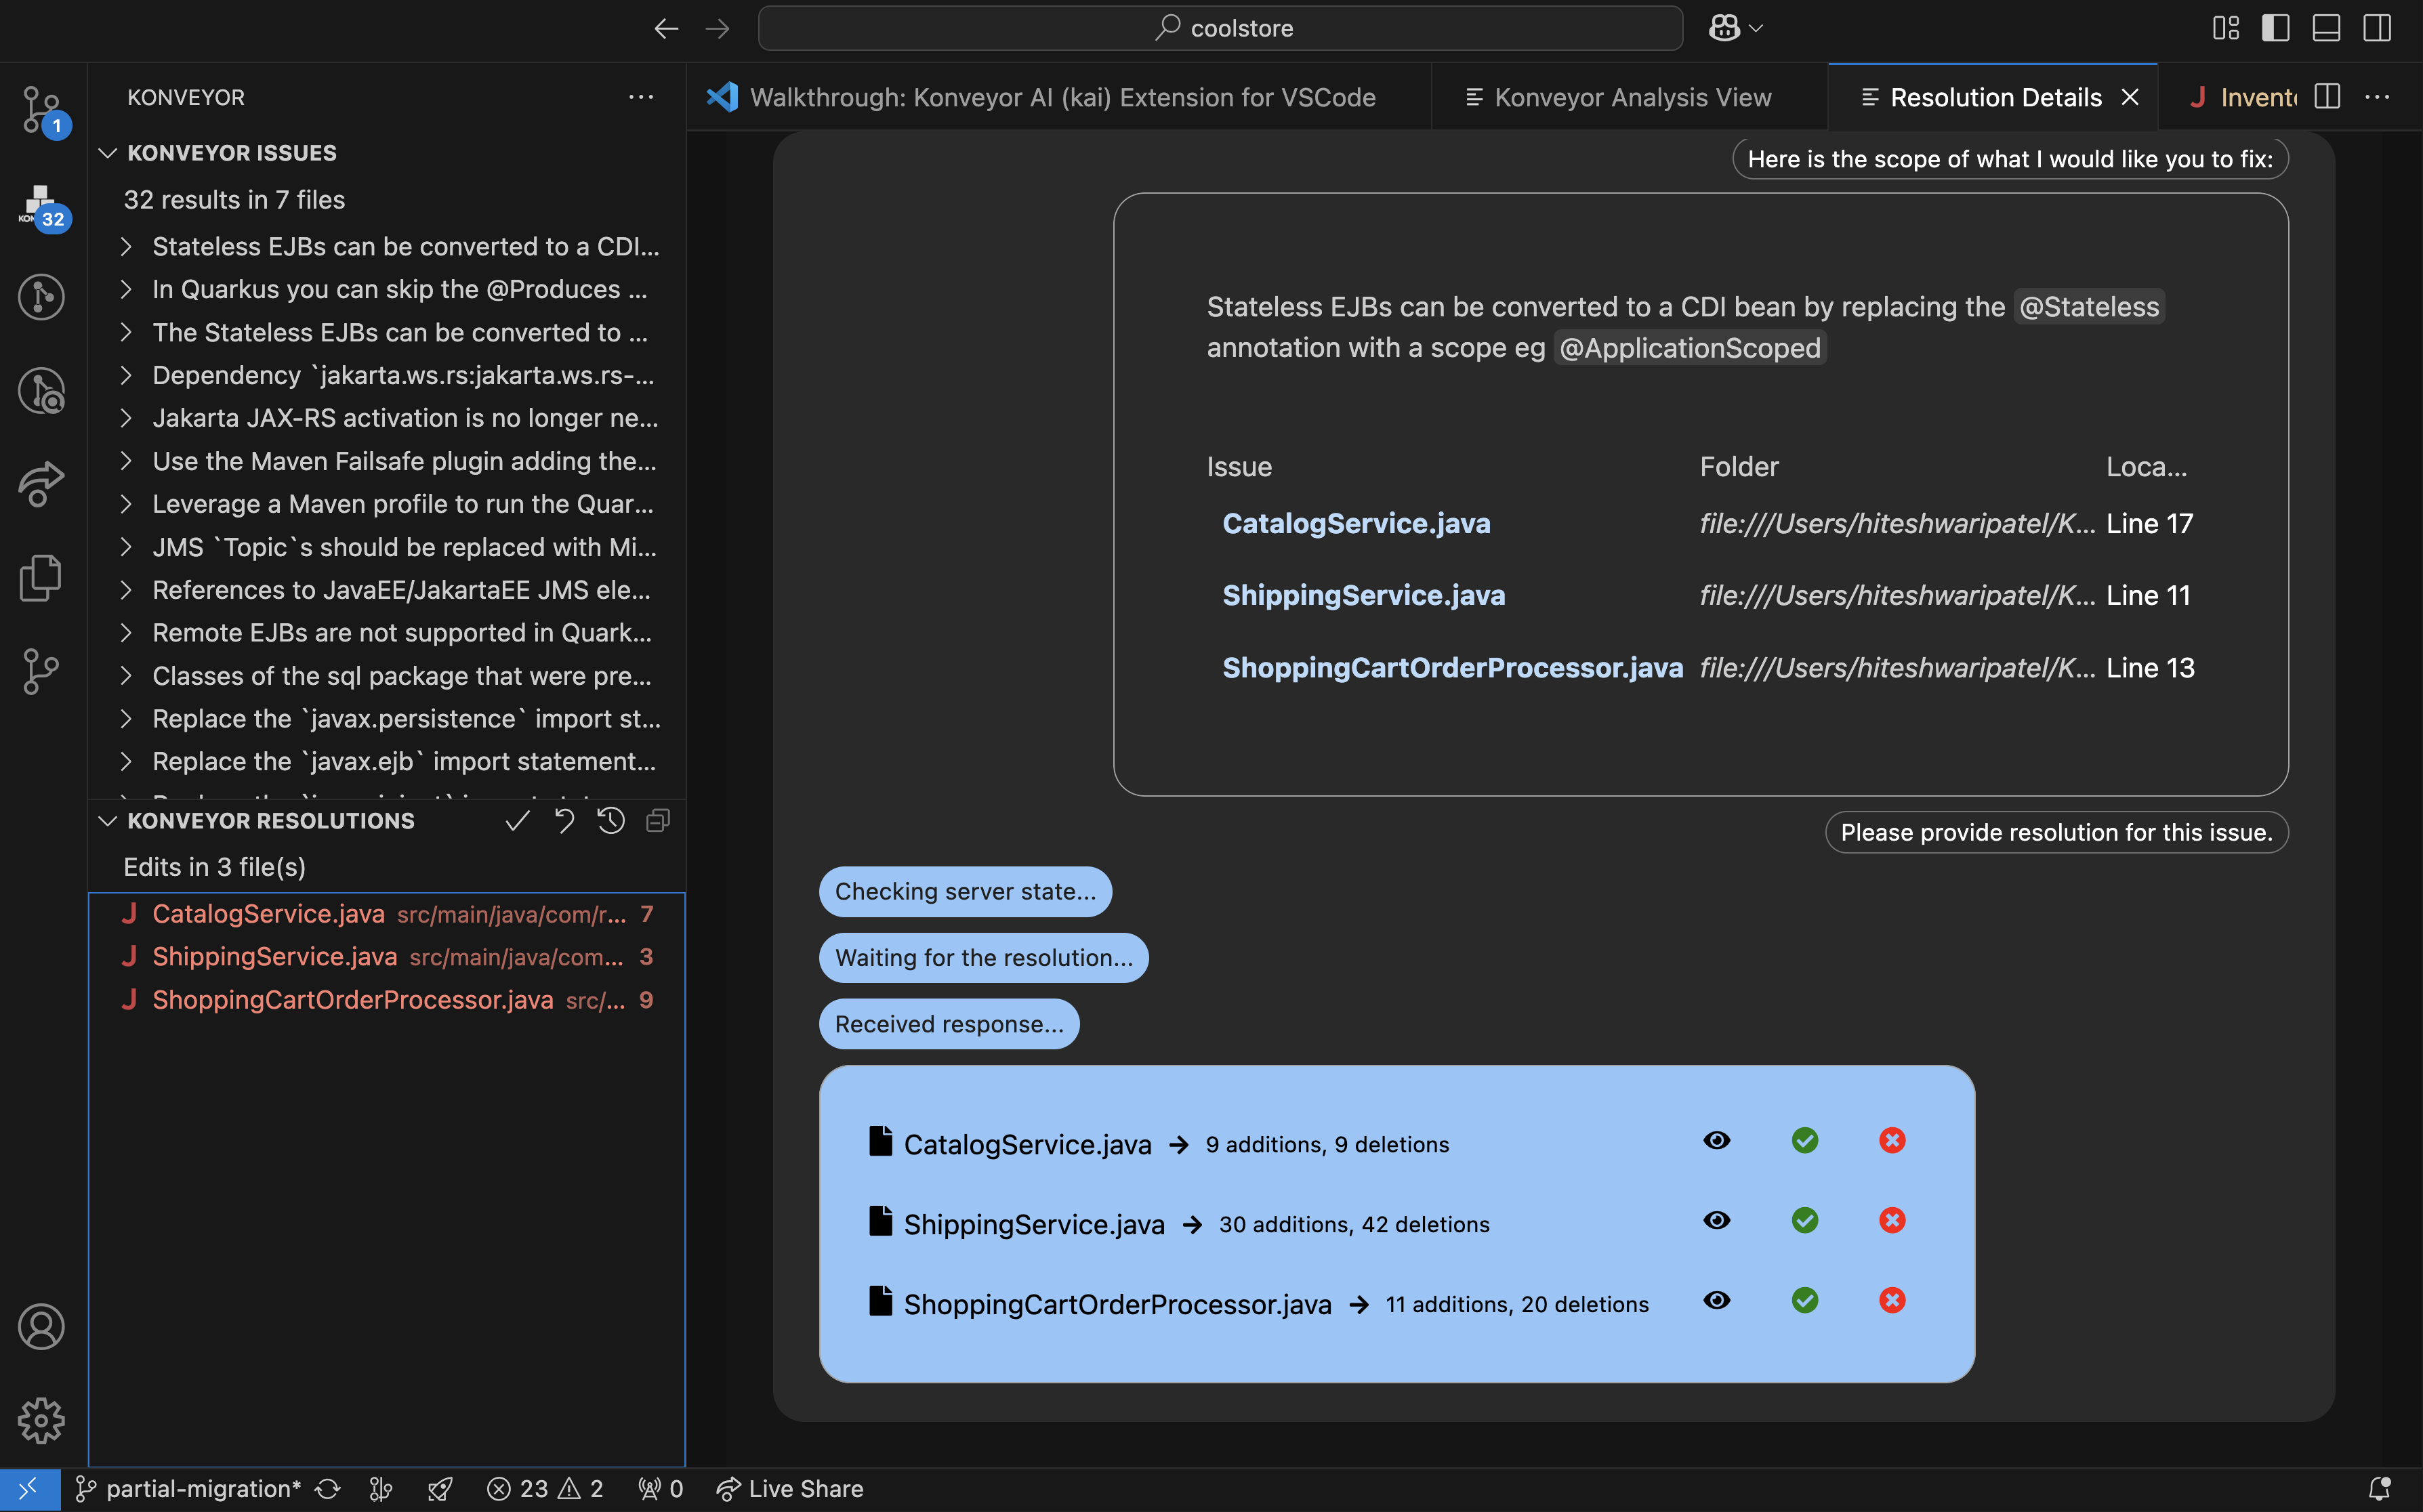 coolstore
KONVEYOR
Walkthrough: Konveyor AI (kai) Extension for VSCode
Konveyor Analysis View
Resolution Details
Invent
1
32
KONVEYOR ISSUES
32 results in 7 files
Stateless EJBs can be converted to a CDI...
In Quarkus you can skip the @Produces ...
The Stateless EJBs can be converted to ...
Dependency `jakarta.ws.rs:jakarta.ws.rs-...
Jakarta JAX-RS activation is no longer ne...
Use the Maven Failsafe plugin adding the...
Leverage a Maven profile to run the Quar...
JMS `Topic`s should be replaced with Mi...
References to JavaEE/JakartaEE JMS ele...
Remote EJBs are not supported in Quark...
Classes of the sql package that were pre...
Replace the `javax.persistence` import st...
Replace the `javax.ejb` import statement...
KONVEYOR RESOLUTIONS
Edits in 3 file(s)
CatalogService.java src/main/java/com/r... 7
ShippingService.java src/main/java/com... 3
ShoppingCartOrderProcessor.java src/... 9
Here is the scope of what I would like you to fix:
Stateless EJBs can be converted to a CDI bean by replacing the @Stateless
annotation with a scope eg @ApplicationScoped
Issue Folder Loca...
CatalogService.java file:///Users/hiteshwaripatel/K... Line 17
ShippingService.java file:///Users/hiteshwaripatel/K... Line 11
ShoppingCartOrderProcessor.java file:///Users/hiteshwaripatel/K... Line 13
Please provide resolution for this issue.
Checking server state...
Waiting for the resolution...
Received response...
CatalogService.java → 9 additions, 9 deletions
ShippingService.java → 30 additions, 42 deletions
ShoppingCartOrderProcessor.java → 11 additions, 20 deletions
partial-migration* 23 2 0 Live Share